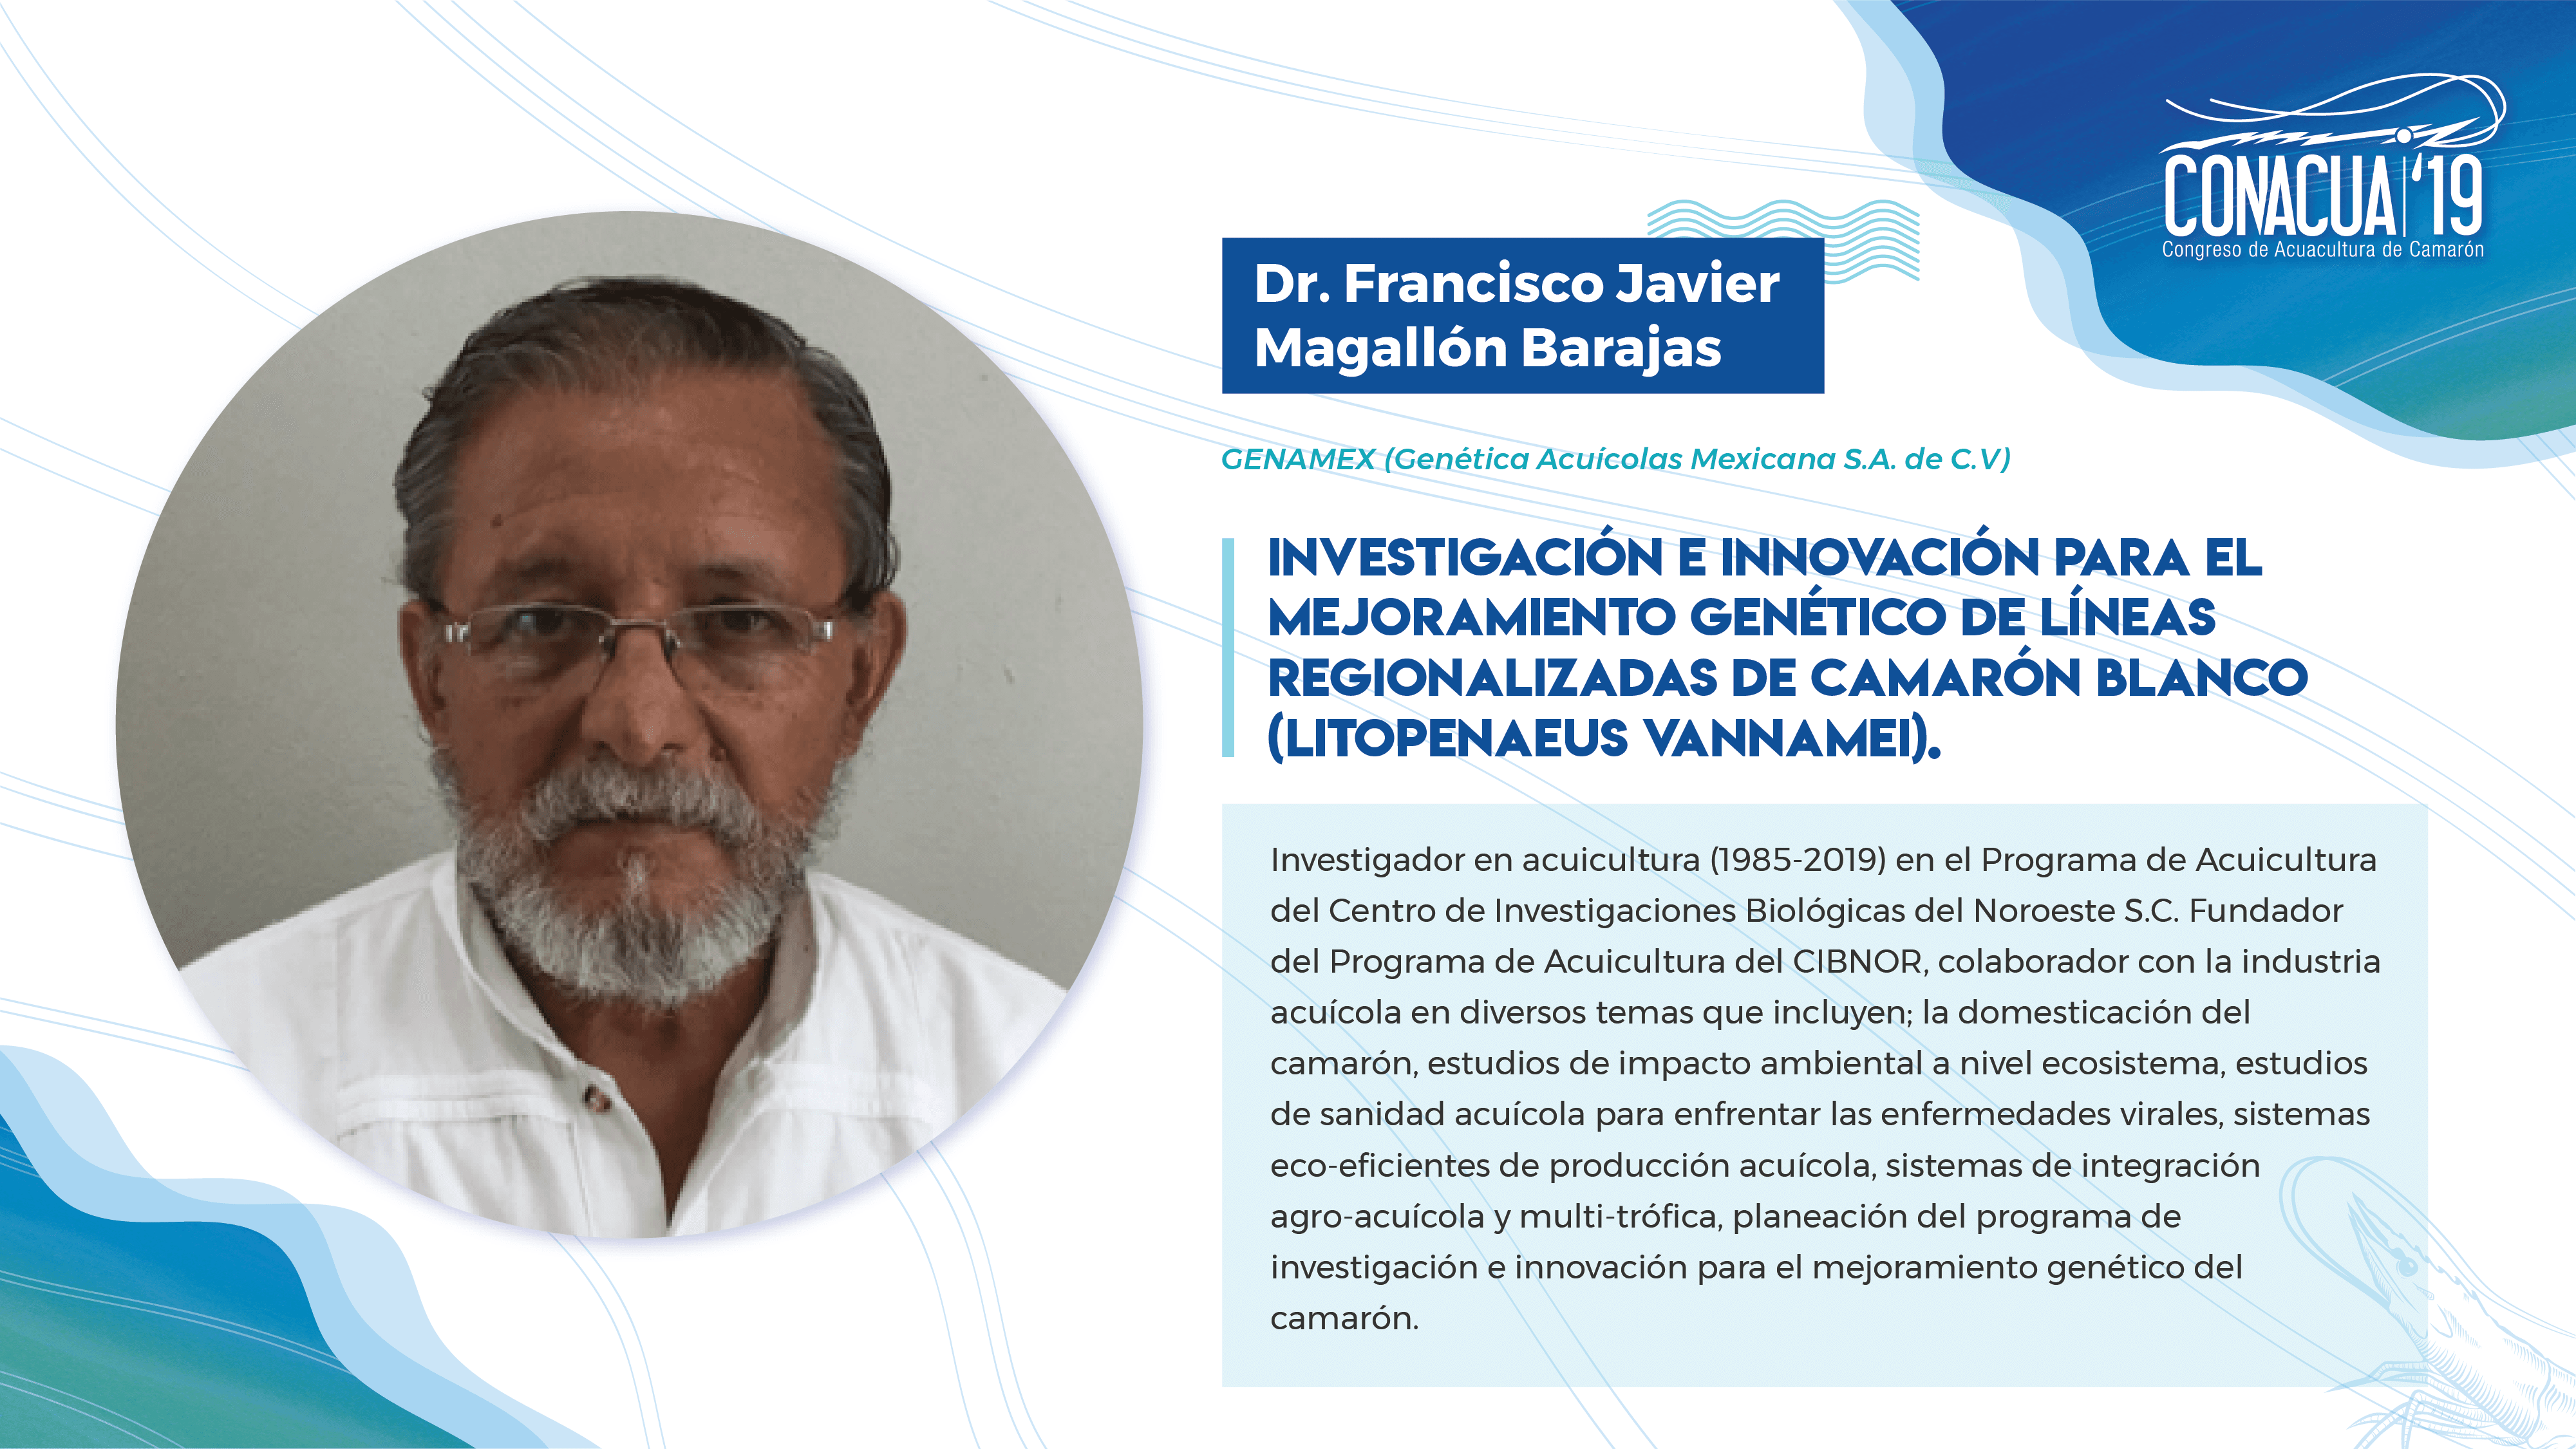 CONACUA '19
Congreso de Acuacultura de Camarón
Dr. Francisco Javier
Magallón Barajas
GENAMEX (Genética Acuícolas Mexicana S.A. de C.V)
INVESTIGACIÓN E INNOVACIÓN PARA EL
MEJORAMIENTO GENÉTICO DE LÍNEAS
REGIONALIZADAS DE CAMARÓN BLANCO
(LITOPENAEUS VANNAMEI).
Investigador en acuicultura (1985-2019) en el Programa de Acuicultura
del Centro de Investigaciones Biológicas del Noroeste S.C. Fundador
del Programa de Acuicultura del CIBNOR, colaborador con la industria
acuícola en diversos temas que incluyen; la domesticación del
camarón, estudios de impacto ambiental a nivel ecosistema, estudios
de sanidad acuícola para enfrentar las enfermedades virales, sistemas
eco-eficientes de producción acuícola, sistemas de integración
agro-acuícola y multi-trófica, planeación del programa de
investigación e innovación para el mejoramiento genético del
camarón.